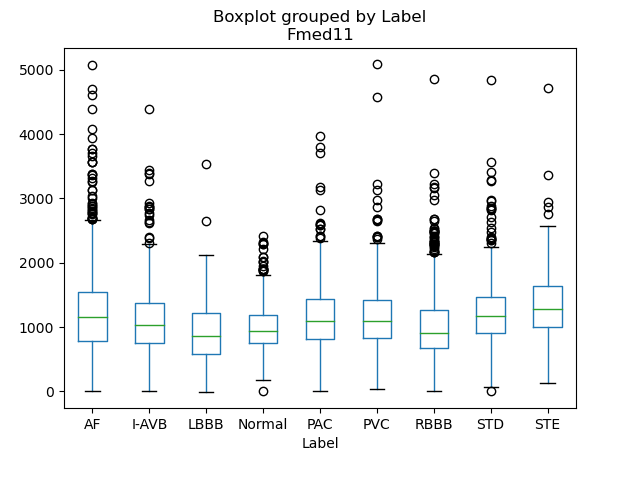 Boxplot grouped by Label
Fmed11
5000
4000
3000
2000
1000
0
AF I-AVB LBBB Normal PAC PVC RBBB STD STE
Label